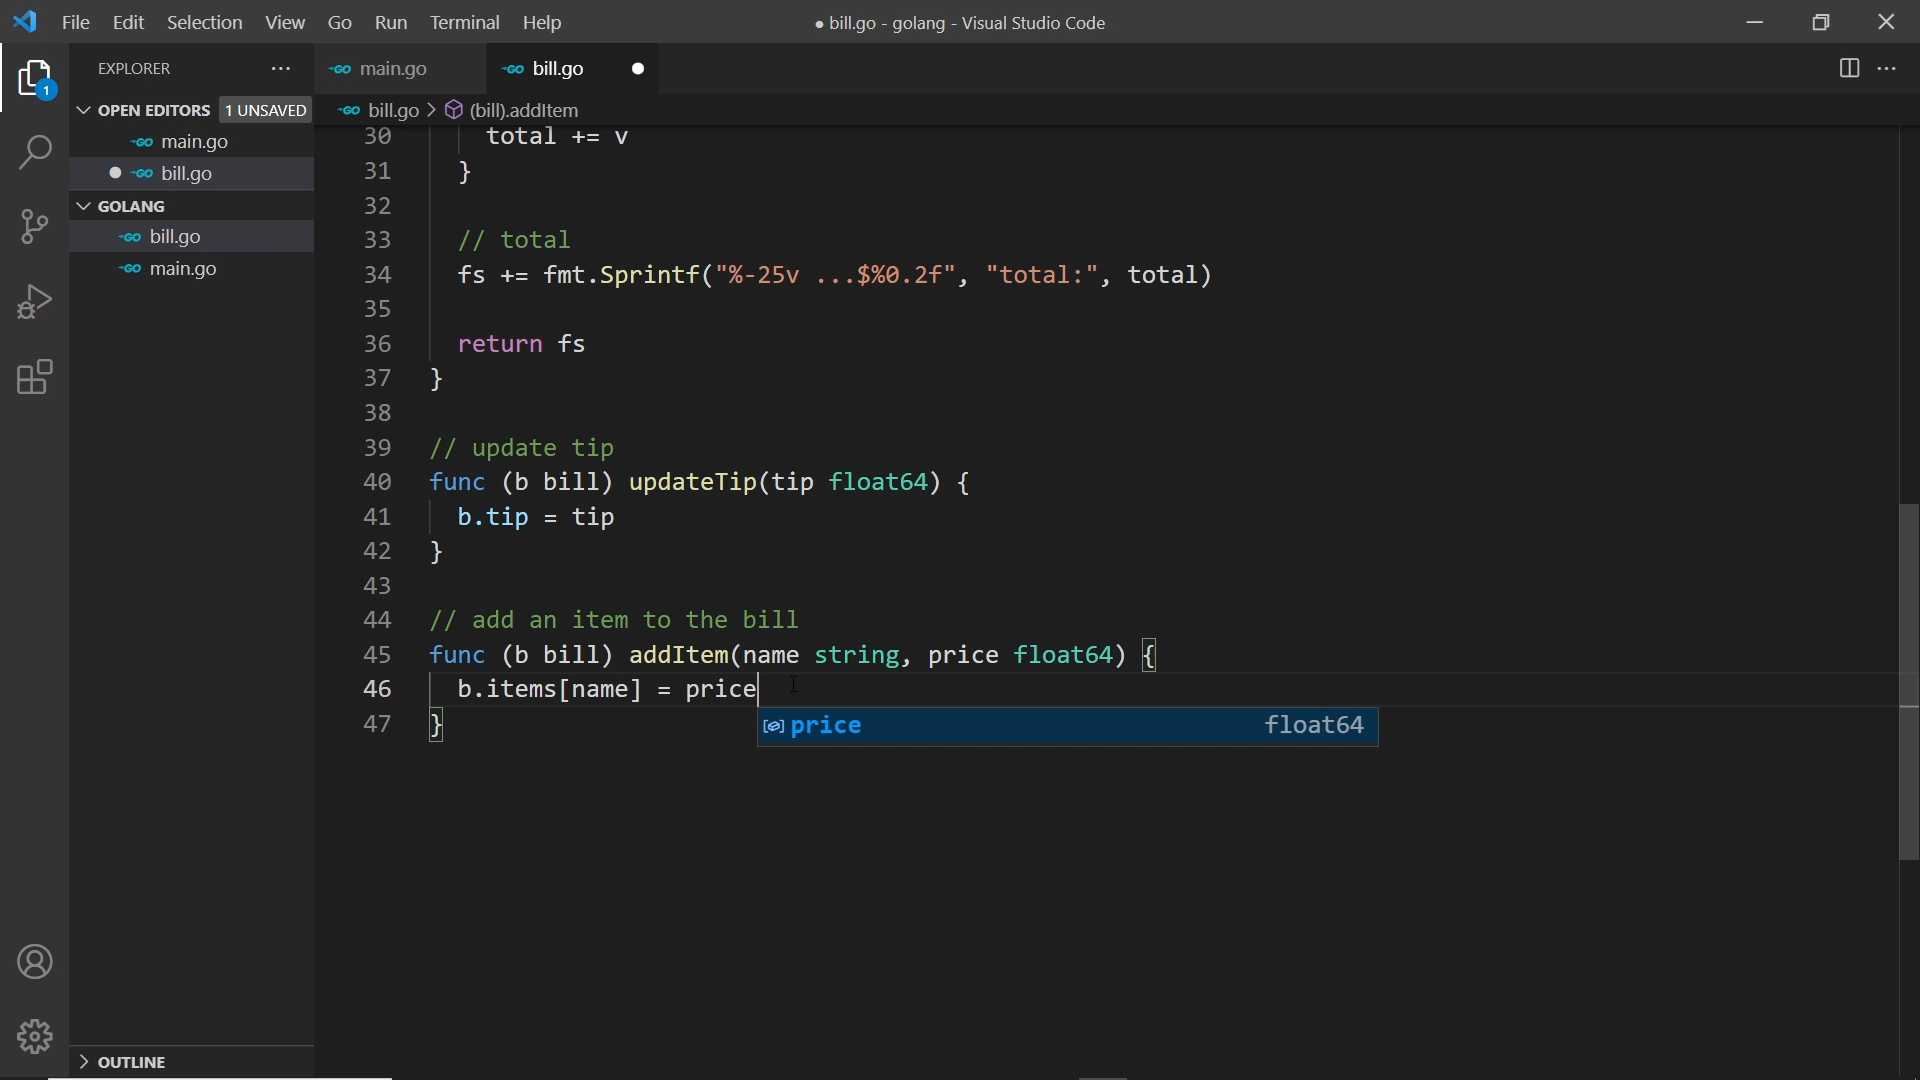 File Edit Selection View Go Run Terminal Help
● bill.go - golang - Visual Studio Code
EXPLORER ...
main.go
bill.go
OPEN EDITORS 1 UNSAVED
main.go
bill.go
GOLANG
bill.go
main.go
OUTLINE
1
bill.go > (bill).addItem
30 total += v
31 }
32
33 // total
34 fs += fmt.Sprintf("%-25v ...$%0.2f", "total:", total)
35
36 return fs
37 }
38
39 // update tip
40 func (b bill) updateTip(tip float64) {
41 b.tip = tip
42 }
43
44 // add an item to the bill
45 func (b bill) addItem(name string, price float64) {
46 b.items[name] = price
47 }
price float64